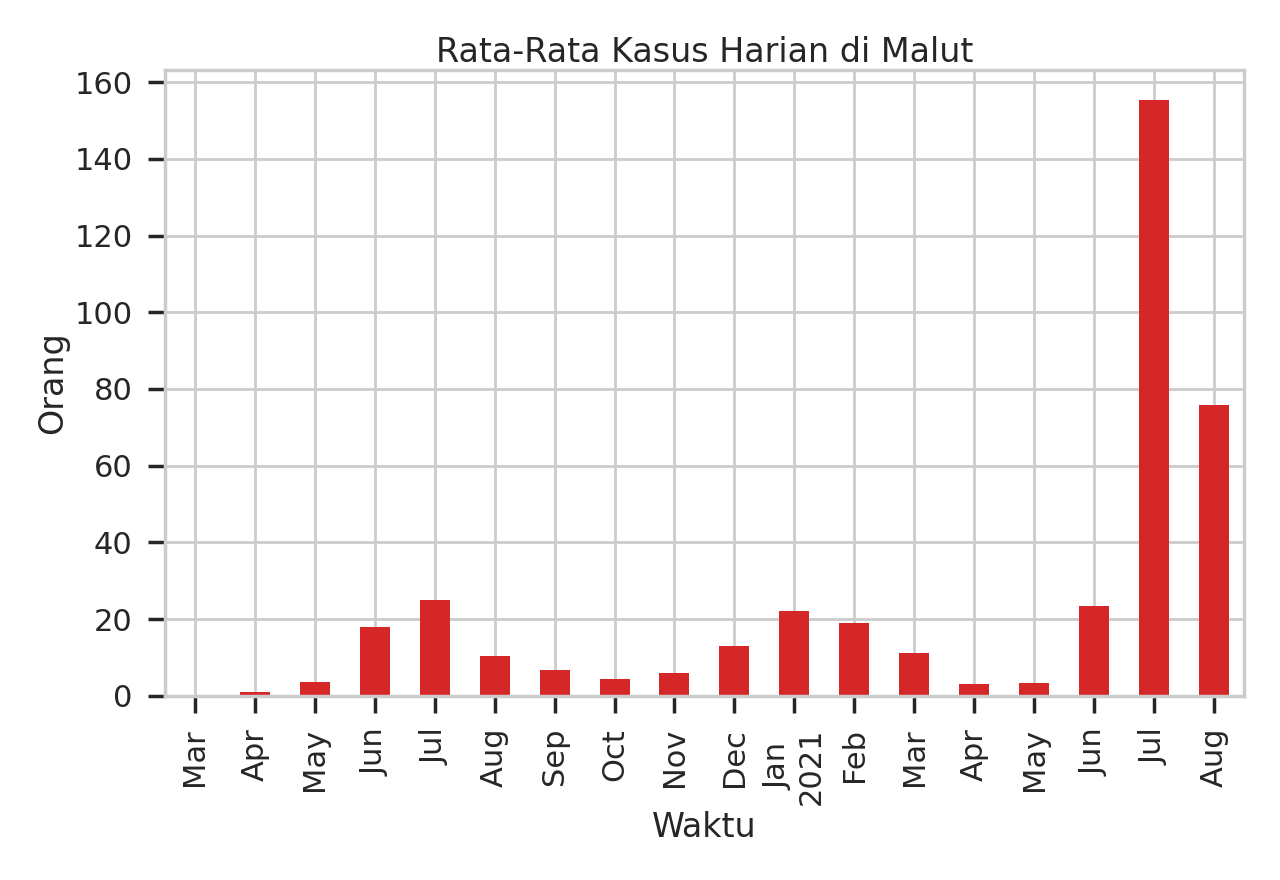 Rata-Rata Kasus Harian di Malut
160
140
120
100
80
60
40
20
0
Orang
Mar
Apr
May
Jun
Jul
Aug
Sep
Oct
Nov
Dec
Jan
2021
Feb
Mar
Apr
May
Jun
Jul
Aug
Waktu